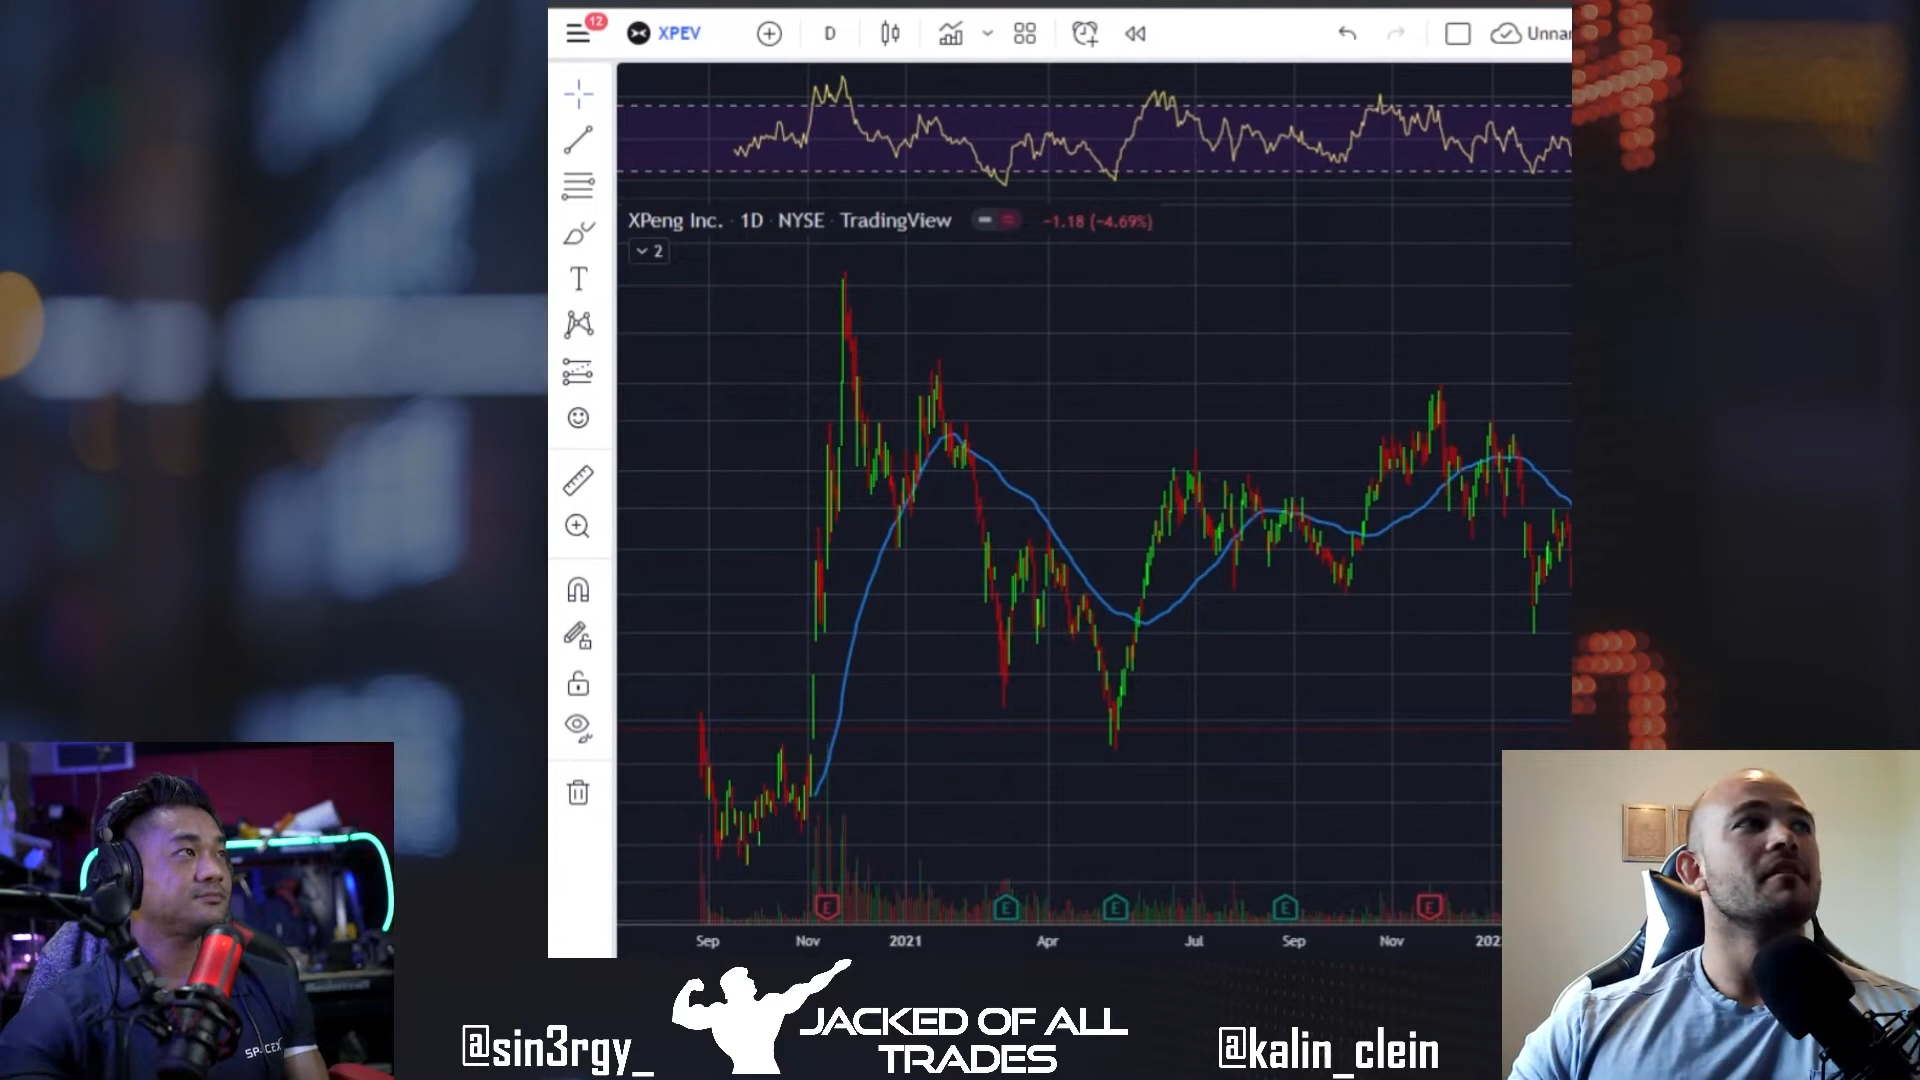 12
XPEV
D
Unnar
XPeng Inc. · 1D · NYSE · TradingView
−1.18 (−4.69%)
2
T
E E E E E
Sep Nov 2021 Apr Jul Sep Nov 202
SPACEX
@sin3rgy_
JACKED OF ALL
TRADES
@kalin_clein